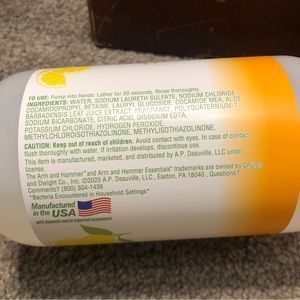 TO USE: Pump into hands. Lather for 20 seconds. Rinse thoroughly.
INGREDIENTS: WATER, SODIUM LAURETH SULFATE, SODIUM CHLORIDE,
COCAMIDOPROPYL BETAINE, LAURYL GLUCOSIDE, COCAMIDE MEA, ALOE
BARBADENSIS LEAF JUICE EXTRACT, FRAGRANCE, POLYQUATERNIUM-7,
SODIUM BICARBONATE, CITRIC ACID, DISODIUM EDTA,
POTASSIUM CHLORIDE, HYDROGEN PEROXIDE,
METHYLCHLOROISOTHIAZOLINONE, METHYLISOTHIAZOLINONE.
CAUTION: Keep out of reach of children. Avoid contact with eyes. In case of contact
flush thoroughly with water. If irritation develops, discontinue use.
This item is manufactured, marketed, and distributed by A.P. Deauville, LLC under
license.
The Arm and Hammer™ and Arm and Hammer Essentials™ trademarks are owned by Church
and Dwight Co., Inc. ©2023 A.P. Deauville, LLC., Easton, PA 18040 , Questions?
Comments? (800) 304-1436
*Bacteria Encountered in Household Settings*
Manufactured
in the USA
with domestic and/or imported components